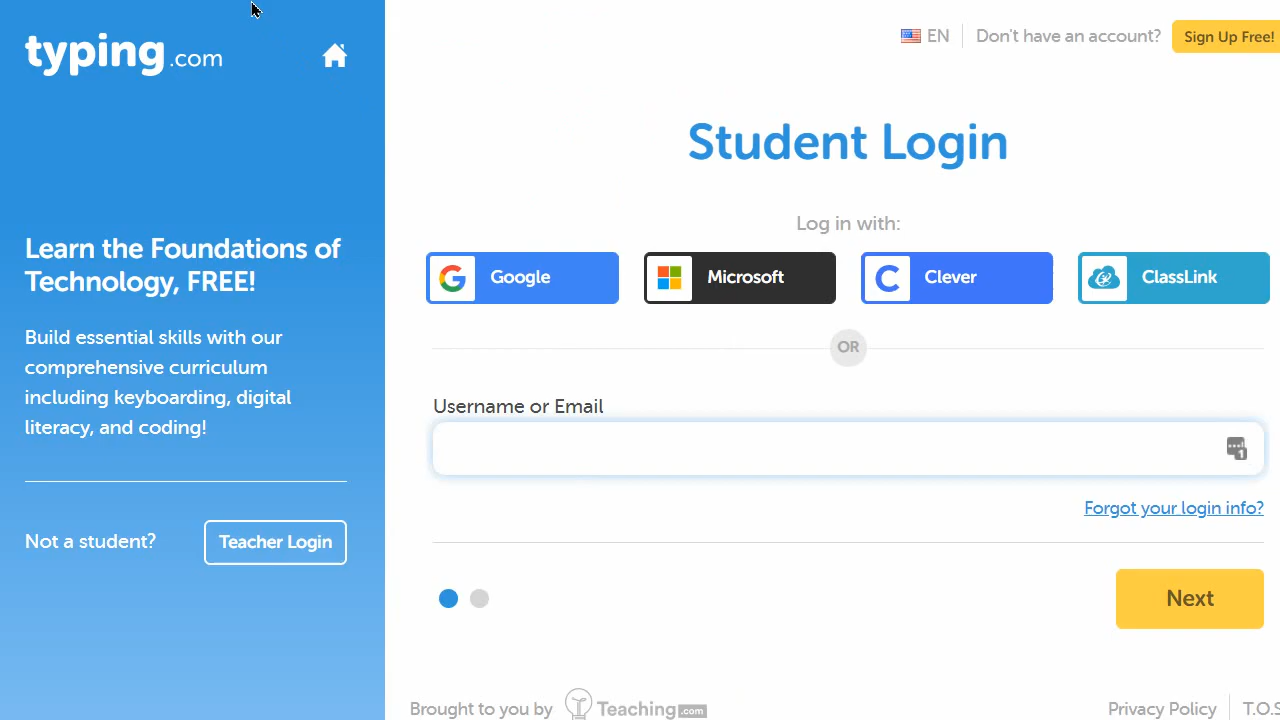 typing.com
EN
Don't have an account?
Sign Up Free!
Student Login
Log in with:
Google
Microsoft
Clever
ClassLink
OR
Username or Email
1
Forgot your login info?
Next
Learn the Foundations of
Technology, FREE!
Build essential skills with our
comprehensive curriculum
including keyboarding, digital
literacy, and coding!
Not a student?
Teacher Login
Brought to you by
Teaching.com
Privacy Policy
T.O.S